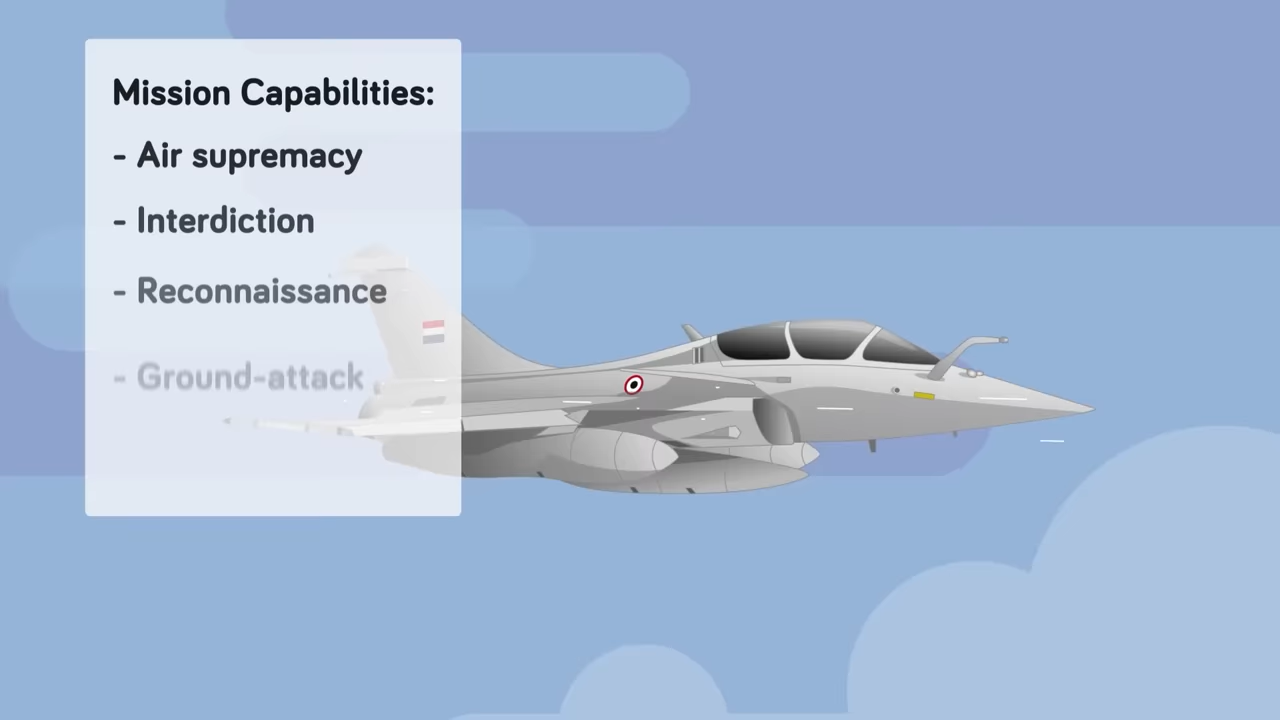 Mission Capabilities:
- Air supremacy
- Interdiction
- Reconnaissance
- Ground-attack